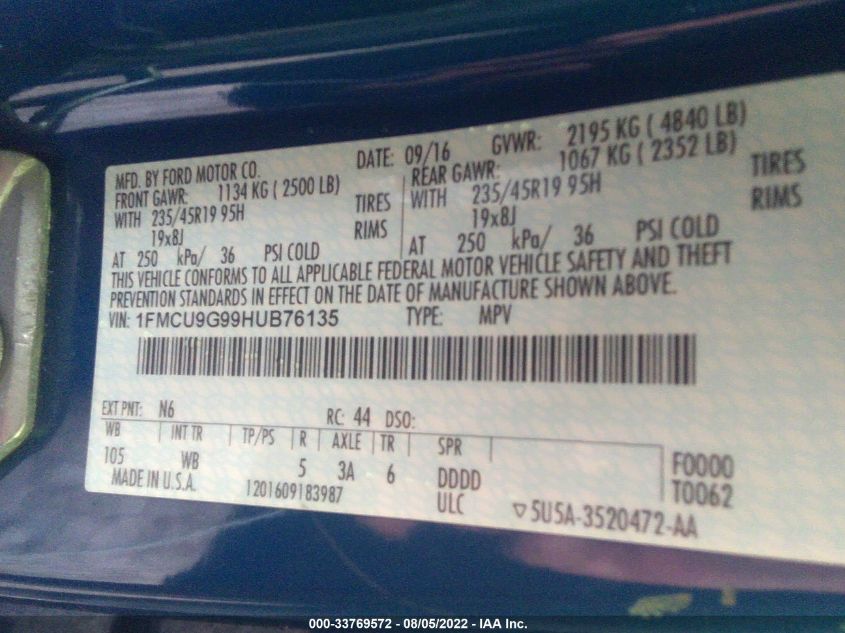 MFD. BY FORD MOTOR CO. DATE: 09/16 GVWR: 2195 KG ( 4840 LB)
FRONT GAWR: 1134 KG ( 2500 LB) REAR GAWR: 1067 KG ( 2352 LB)
WITH 235/45R19 95H TIRES WITH 235/45R19 95H TIRES
19x8J RIMS 19x8J RIMS
AT 250 kPa/ 36 PSI COLD AT 250 kPa/ 36 PSI COLD
THIS VEHICLE CONFORMS TO ALL APPLICABLE FEDERAL MOTOR VEHICLE SAFETY AND THEFT
PREVENTION STANDARDS IN EFFECT ON THE DATE OF MANUFACTURE SHOWN ABOVE.
VIN: 1FMCU9G99HUB76135 TYPE: MPV
EXT PNT: N6 RC: 44 DSO:
WB INT TR TP/PS R AXLE TR SPR
105 WB 5 3A 6 DDDD F0000
MADE IN U.S.A. 1201609183987 ULC T0062
▽5U5A-3520472-AA
000-33769572 - 08/05/2022 - IAA Inc.